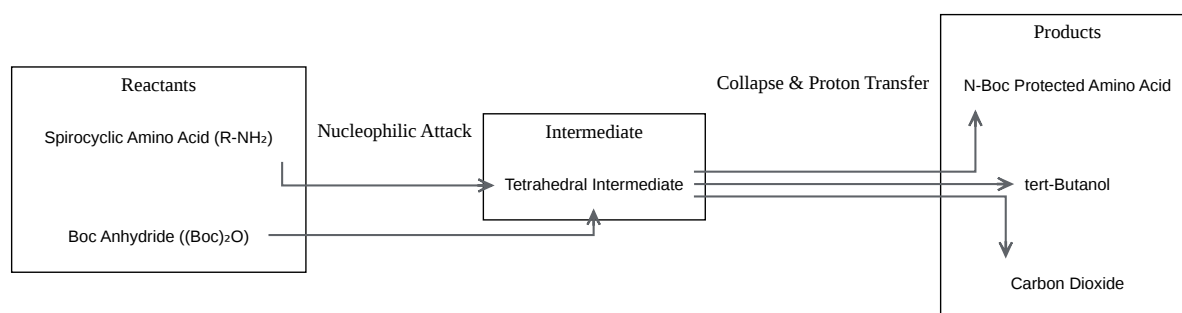 Reactants
Spirocyclic Amino Acid (R-NH₂)
Boc Anhydride ((Boc)₂O)
Nucleophilic Attack
Intermediate
Tetrahedral Intermediate
Collapse & Proton Transfer
Products
N-Boc Protected Amino Acid
tert-Butanol
Carbon Dioxide